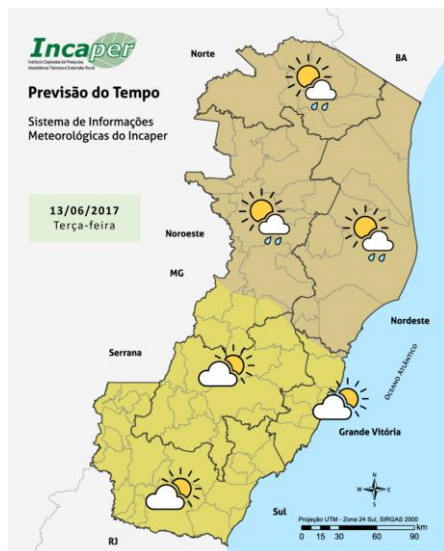 Incaper
Instituto Capixaba de Pesquisa,
Assistência Técnica e Extensão Rural
Previsão do Tempo
Sistema de Informações
Meteorológicas do Incaper
13/06/2017
Terça-feira
Norte
BA
Noroeste
MG
Nordeste
Serrana
OCEANO ATLÂNTICO
Grande Vitória
Sul
RJ
N
W
E
S
Projeção UTM - Zona 24 Sul, SIRGAS 2000
0 15 30 60 90
km